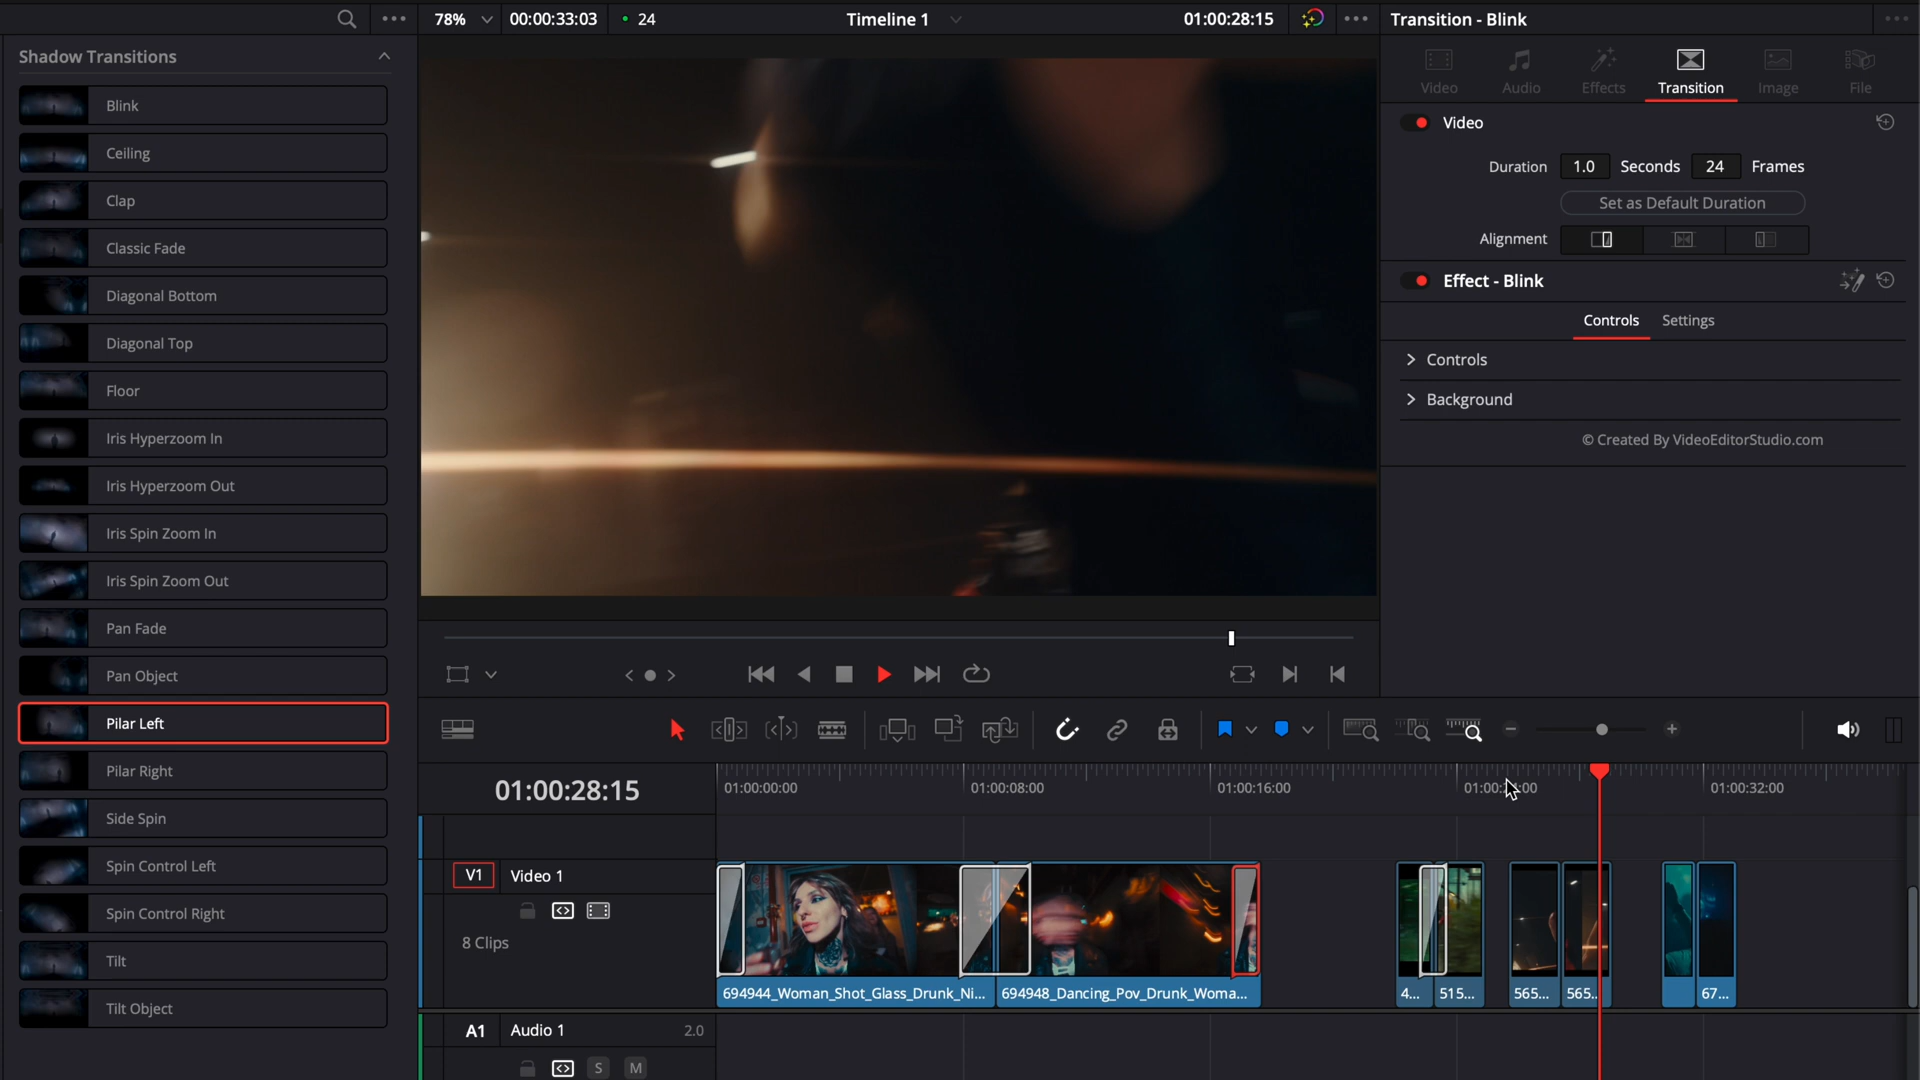 78%
00:00:33:03
24
Timeline 1
01:00:28:15
Transition - Blink
Shadow Transitions
Blink
Ceiling
Clap
Classic Fade
Diagonal Bottom
Diagonal Top
Floor
Iris Hyperzoom In
Iris Hyperzoom Out
Iris Spin Zoom In
Iris Spin Zoom Out
Pan Fade
Pan Object
Pilar Left
Pilar Right
Side Spin
Spin Control Left
Spin Control Right
Tilt
Tilt Object
Video
Audio
Effects
Transition
Image
File
Video
Duration 1.0 Seconds 24 Frames
Set as Default Duration
Alignment
Effect - Blink
Controls Settings
Controls
Background
© Created By VideoEditorStudio.com
01:00:28:15
01:00:00:00
01:00:08:00
01:00:16:00
01:00:32:00
V1 Video 1
8 Clips
694944_Woman_Shot_Glass_Drunk_Ni...
694948_Dancing_Pov_Drunk_Woma...
4...
515...
565...
565...
67...
A1 Audio 1 2.0
S M